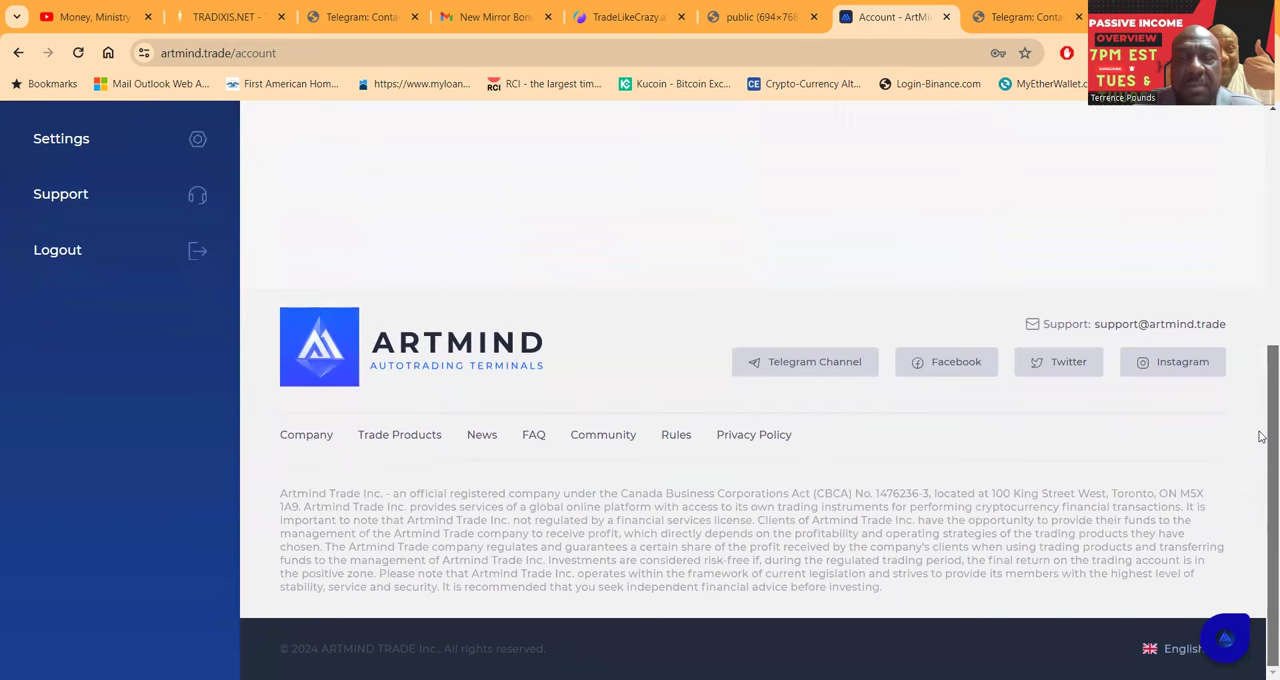 Money, Ministry
TRADIXIS.NET -
Telegram: Conta
New Mirror Bon
TradeLikeCrazy.a
public (694×768
Account - ArtMi
Telegram: Conta
artmind.trade/account
Bookmarks
Mail Outlook Web A...
First American Hom...
https://www.myloan...
RCI - the largest tim...
Kucoin - Bitcoin Exc...
Crypto-Currency Alt...
Login-Binance.com
MyEtherWallet.c
PASSIVE INCOME
OVERVIEW
7PM EST
TUES &
Terrence Pounds
Settings
Support
Logout
ARTMIND
AUTOTRADING TERMINALS
Support: support@artmind.trade
Telegram Channel
Facebook
Twitter
Instagram
Company
Trade Products
News
FAQ
Community
Rules
Privacy Policy
Artmind Trade Inc. - an official registered company under the Canada Business Corporations Act (CBCA) No. 1476236-3, located at 100 King Street West, Toronto, ON M5X
1A9. Artmind Trade Inc. provides services of a global online platform with access to its own trading instruments for performing cryptocurrency financial transactions. It is
important to note that Artmind Trade Inc. not regulated by a financial services license. Clients of Artmind Trade Inc. have the opportunity to provide their funds to the
management of the Artmind Trade company to receive profit, which directly depends on the profitability and operating strategies of the trading products they have
chosen. The Artmind Trade company regulates and guarantees a certain share of the profit received by the company's clients when using trading products and transferring
funds to the management of Artmind Trade Inc. Investments are considered risk-free if, during the regulated trading period, the final return on the trading account is in
the positive zone. Please note that Artmind Trade Inc. operates within the framework of current legislation and strives to provide its members with the highest level of
stability, service and security. It is recommended that you seek independent financial advice before investing.
© 2024 ARTMIND TRADE Inc., All rights reserved.
English